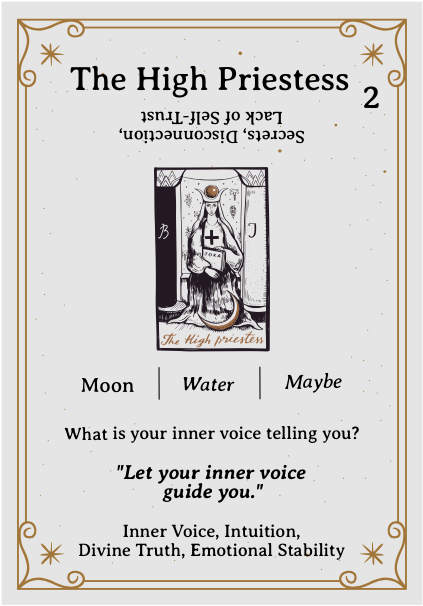 The High Priestess
2
Secrets, Disconnection,
Lack of Self-Trust
B
J
TORA
The High priestess
Moon | Water | Maybe
What is your inner voice telling you?
"Let your inner voice
guide you."
Inner Voice, Intuition,
Divine Truth, Emotional Stability